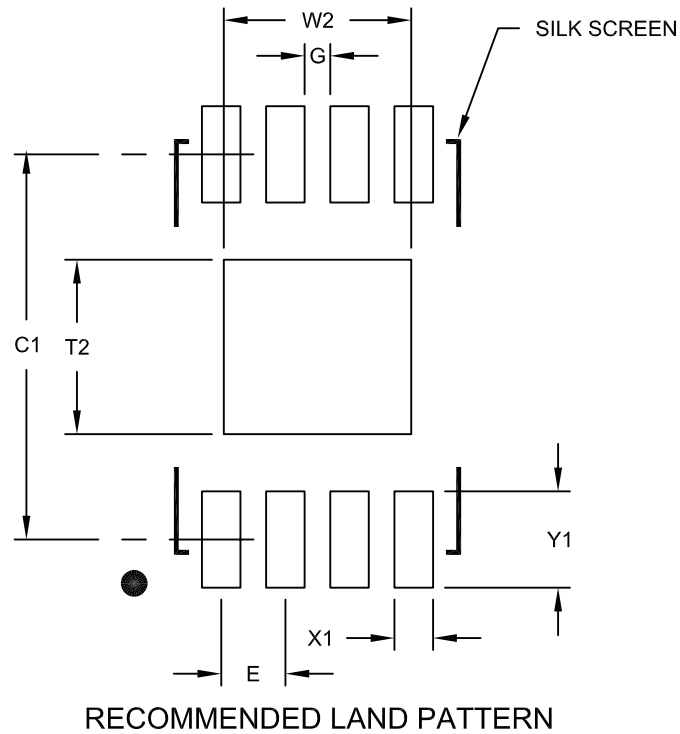 W2
SILK SCREEN
G
C1
T2
Y1
X1
E
RECOMMENDED LAND PATTERN